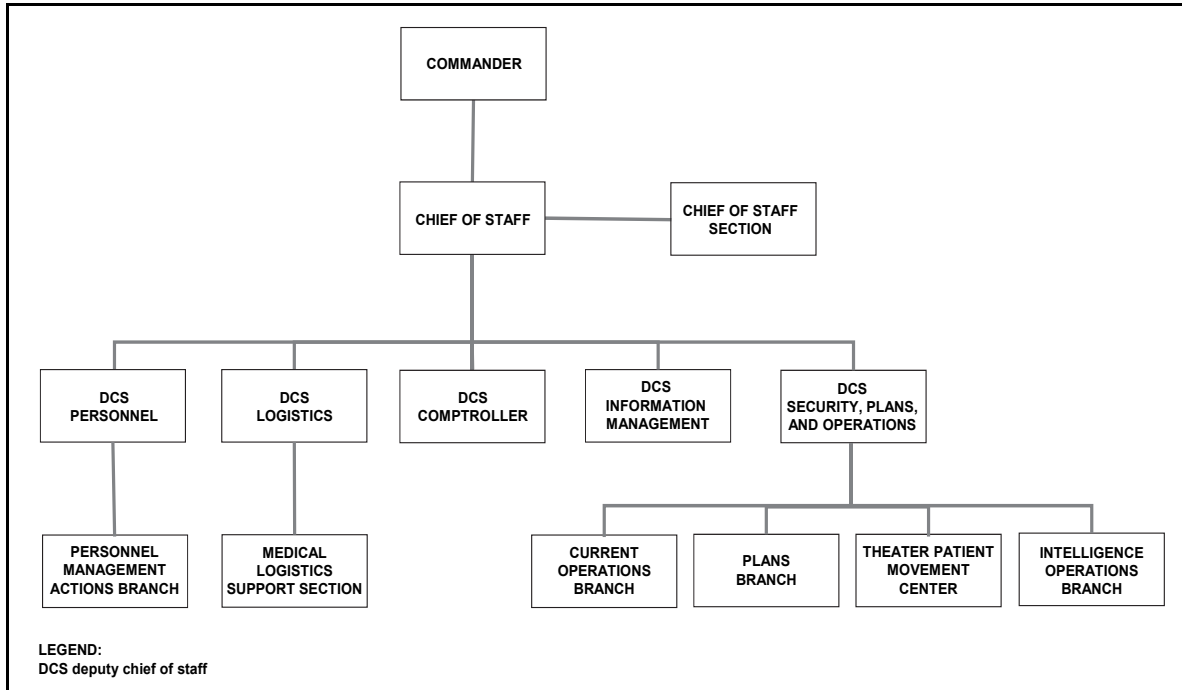 COMMANDER
CHIEF OF STAFF
CHIEF OF STAFF
SECTION
DCS
PERSONNEL
DCS
LOGISTICS
DCS
COMPTROLLER
DCS
INFORMATION
MANAGEMENT
DCS
SECURITY, PLANS,
AND OPERATIONS
PERSONNEL
MANAGEMENT
ACTIONS BRANCH
MEDICAL
LOGISTICS
SUPPORT SECTION
CURRENT
OPERATIONS
BRANCH
PLANS
BRANCH
THEATER PATIENT
MOVEMENT
CENTER
INTELLIGENCE
OPERATIONS
BRANCH
LEGEND:
DCS deputy chief of staff